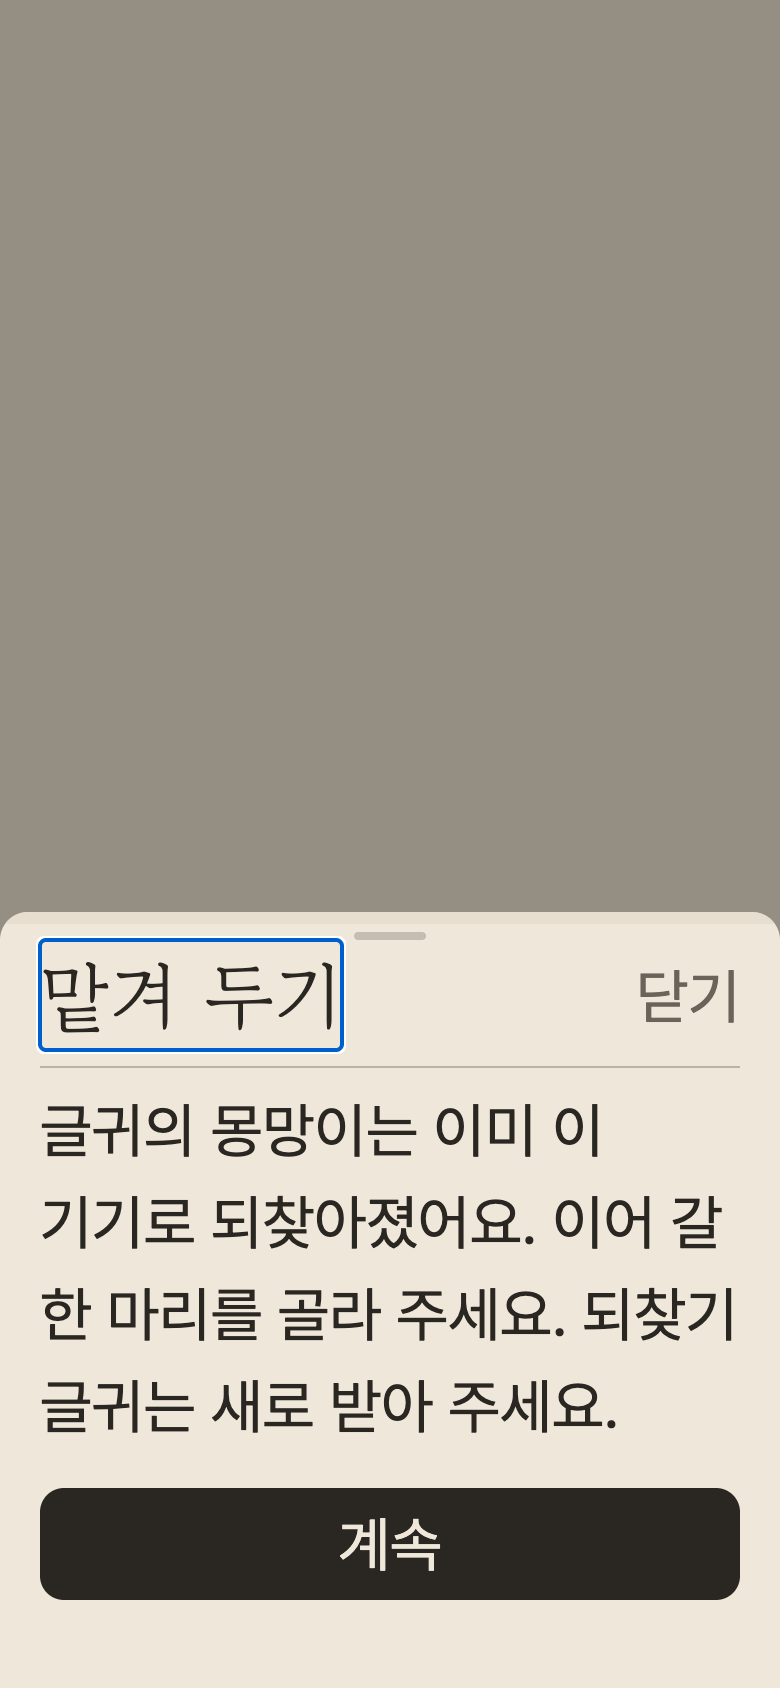 맡겨 두기
닫기
글귀의 몽망이는 이미 이
기기로 되찾아졌어요. 이어 갈
한 마리를 골라 주세요. 되찾기
글귀는 새로 받아 주세요.
계속